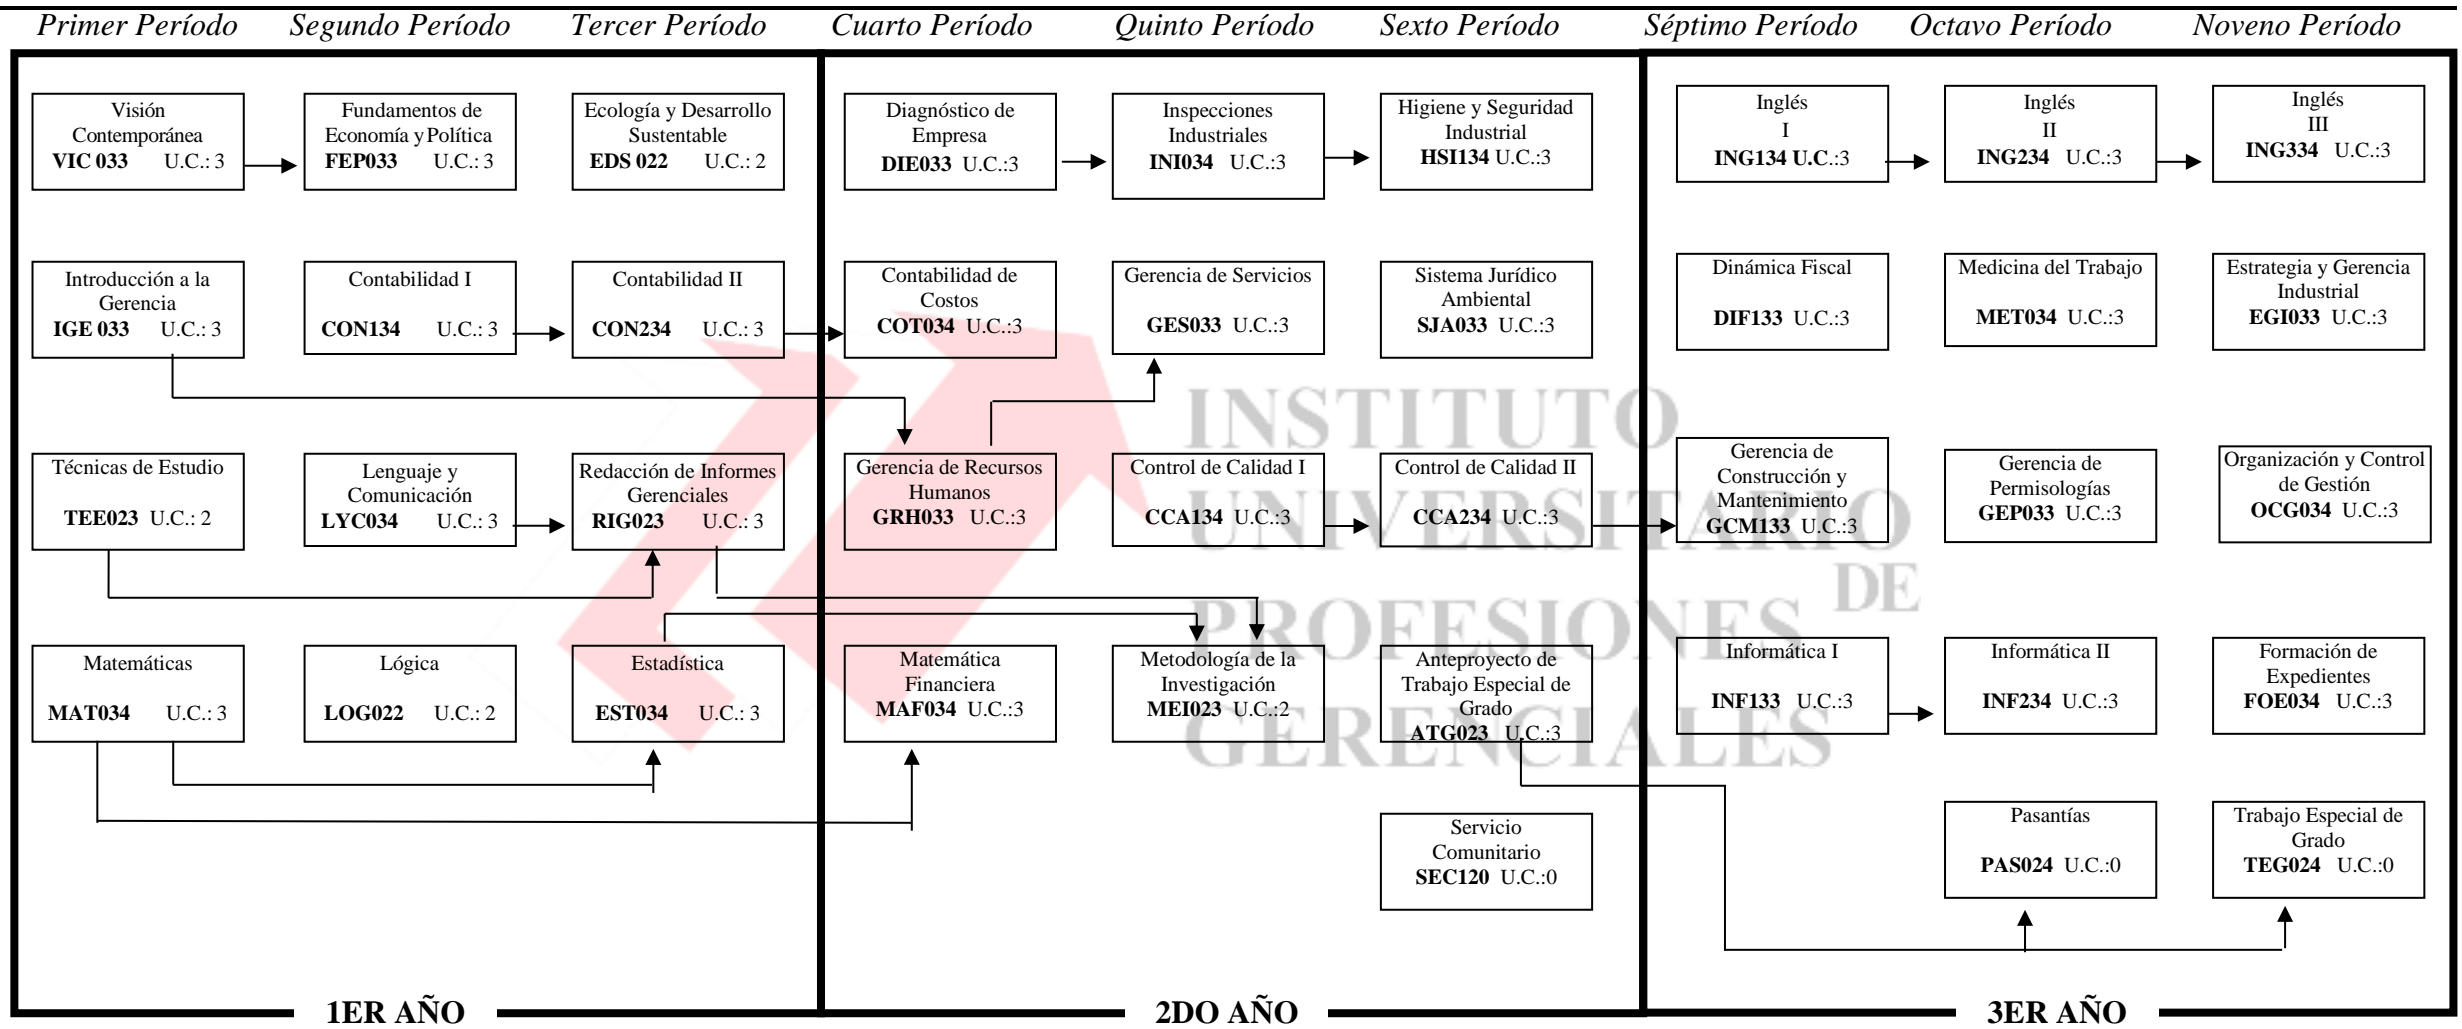 Primer Período Segundo Período Tercer Período Cuarto Período Quinto Período Sexto Período Séptimo Período Octavo Período Noveno Período
Visión
Contemporánea
VIC 033 U.C.: 3
Fundamentos de
Economía y Política
FEP033 U.C.: 3
Ecología y Desarrollo
Sustentable
EDS 022 U.C.: 2
Diagnóstico de
Empresa
DIE033 U.C.:3
Inspecciones
Industriales
INI034 U.C.:3
Higiene y Seguridad
Industrial
HSI134 U.C.:3
Inglés
I
ING134 U.C.:3
Inglés
II
ING234 U.C.:3
Inglés
III
ING334 U.C.:3
Introducción a la
Gerencia
IGE 033 U.C.: 3
Contabilidad I
CON134 U.C.: 3
Contabilidad II
CON234 U.C.: 3
Contabilidad de
Costos
COT034 U.C.:3
Gerencia de Servicios
GES033 U.C.:3
Sistema Jurídico
Ambiental
SJA033 U.C.:3
Dinámica Fiscal
DIF133 U.C.:3
Medicina del Trabajo
MET034 U.C.:3
Estrategia y Gerencia
Industrial
EGI033 U.C.:3
Técnicas de Estudio
TEE023 U.C.: 2
Lenguaje y
Comunicación
LYC034 U.C.: 3
Redacción de Informes
Gerenciales
RIG023 U.C.: 3
Gerencia de Recursos
Humanos
GRH033 U.C.:3
Control de Calidad I
CCA134 U.C.:3
Control de Calidad II
CCA234 U.C.:3
Gerencia de
Construcción y
Mantenimiento
GCM133 U.C.:3
Gerencia de
Permisologías
GEP033 U.C.:3
Organización y Control
de Gestión
OCG034 U.C.:3
Matemáticas
MAT034 U.C.: 3
Lógica
LOG022 U.C.: 2
Estadística
EST034 U.C.: 3
Matemática
Financiera
MAF034 U.C.:3
Metodología de la
Investigación
MEI023 U.C.:2
Anteproyecto de
Trabajo Especial de
Grado
ATG023 U.C.:3
Informática I
INF133 U.C.:3
Informática II
INF234 U.C.:3
Formación de
Expedientes
FOE034 U.C.:3
Servicio
Comunitario
SEC120 U.C.:0
Pasantías
PAS024 U.C.:0
Trabajo Especial de
Grado
TEG024 U.C.:0
INSTITUTO
UNIVERSITARIO
DE
PROFESIONES
GERENCIALES
1ER AÑO 2DO AÑO 3ER AÑO